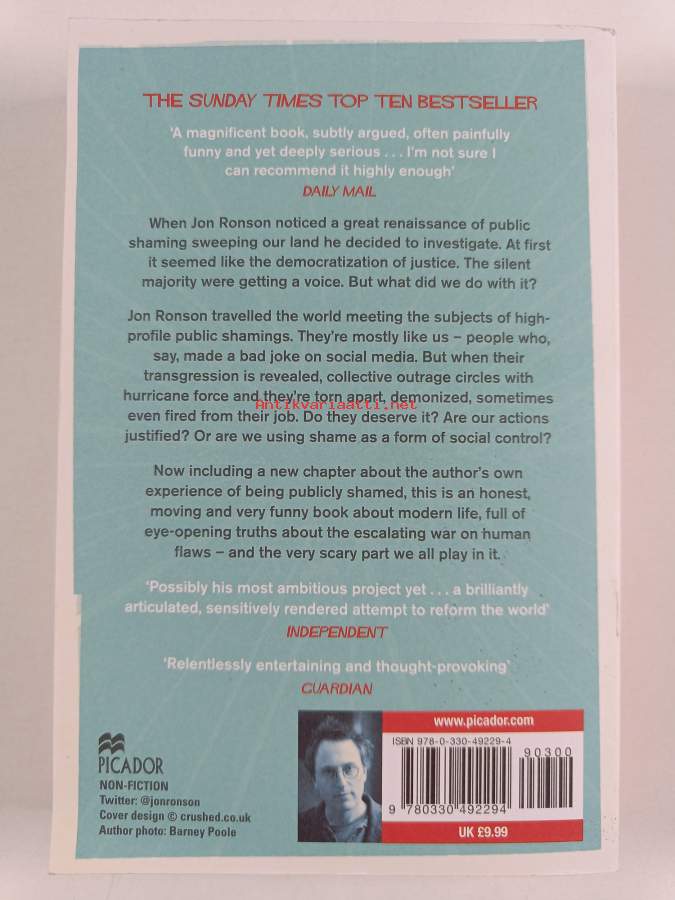 THE SUNDAY TIMES TOP TEN BESTSELLER
'A magnificent book, subtly argued, often painfully
funny and yet deeply serious . . . I'm not sure I
can recommend it highly enough'
DAILY MAIL
When Jon Ronson noticed a great renaissance of public
shaming sweeping our land he decided to investigate. At first
it seemed like the democratization of justice. The silent
majority were getting a voice. But what did we do with it?
Jon Ronson travelled the world meeting the subjects of high-
profile public shamings. They're mostly like us – people who,
say, made a bad joke on social media. But when their
transgression is revealed, collective outrage circles with
hurricane force and they're torn apart, demonized, sometimes
Antikvariaatti.net
even fired from their job. Do they deserve it? Are our actions
justified? Or are we using shame as a form of social control?
Now including a new chapter about the author's own
experience of being publicly shamed, this is an honest,
moving and very funny book about modern life, full of
eye-opening truths about the escalating war on human
flaws – and the very scary part we all play in it.
'Possibly his most ambitious project yet . . . a brilliantly
articulated, sensitively rendered attempt to reform the world'
INDEPENDENT
'Relentlessly entertaining and thought-provoking'
GUARDIAN
PICADOR
NON-FICTION
Twitter: @jonronson
Cover design © crushed.co.uk
Author photo: Barney Poole
www.picador.com
ISBN 978-0-330-49229-4
90300
9 780330 492294
UK £9.99